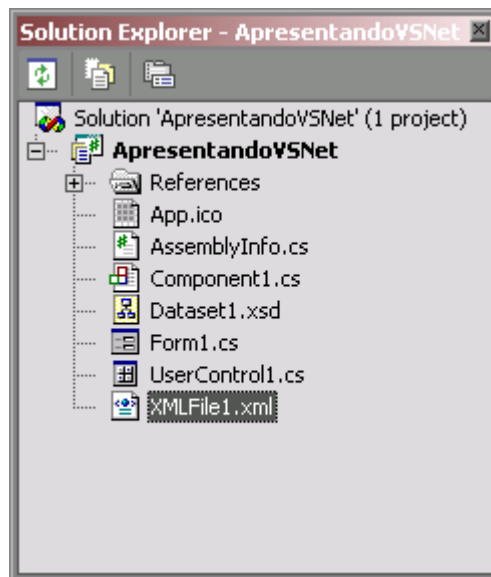 Solution Explorer - ApresentandoVSNet
Solution 'ApresentandoVSNet' (1 project)
ApresentandoVSNet
References
App.ico
AssemblyInfo.cs
Component1.cs
Dataset1.xsd
Form1.cs
UserControl1.cs
XMLFile1.xml